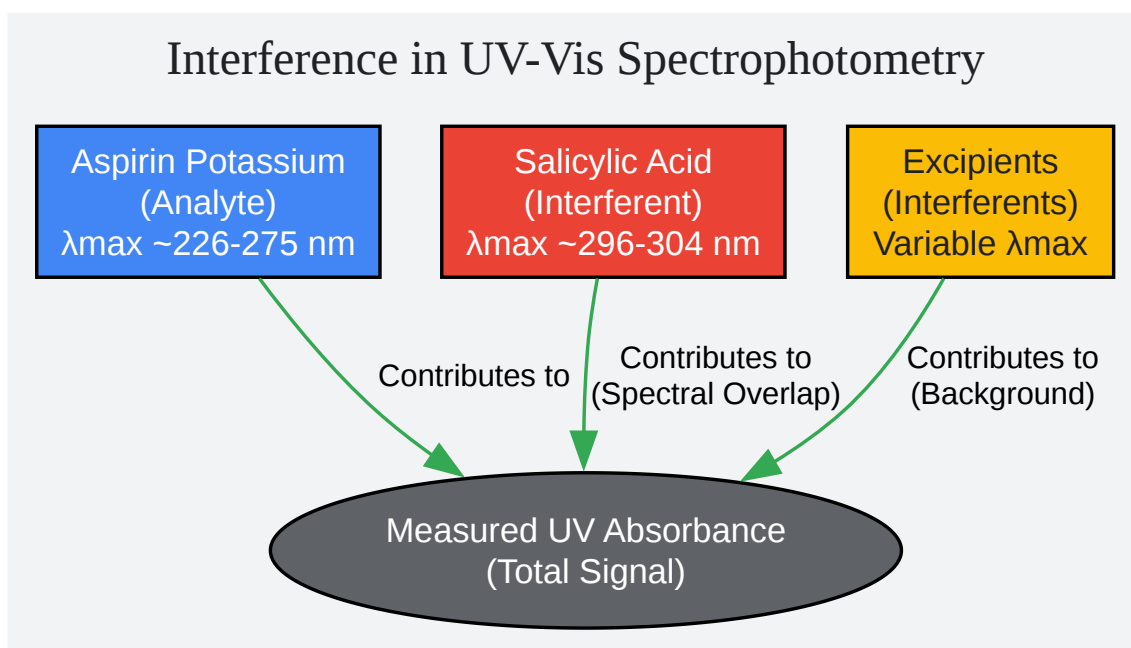 Interference in UV-Vis Spectrophotometry
Aspirin Potassium
(Analyte)
λmax ~226-275 nm
Salicylic Acid
(Interferent)
λmax ~296-304 nm
Excipients
(Interferents)
Variable λmax
Contributes to
Contributes to
(Spectral Overlap)
Contributes to
(Background)
Measured UV Absorbance
(Total Signal)